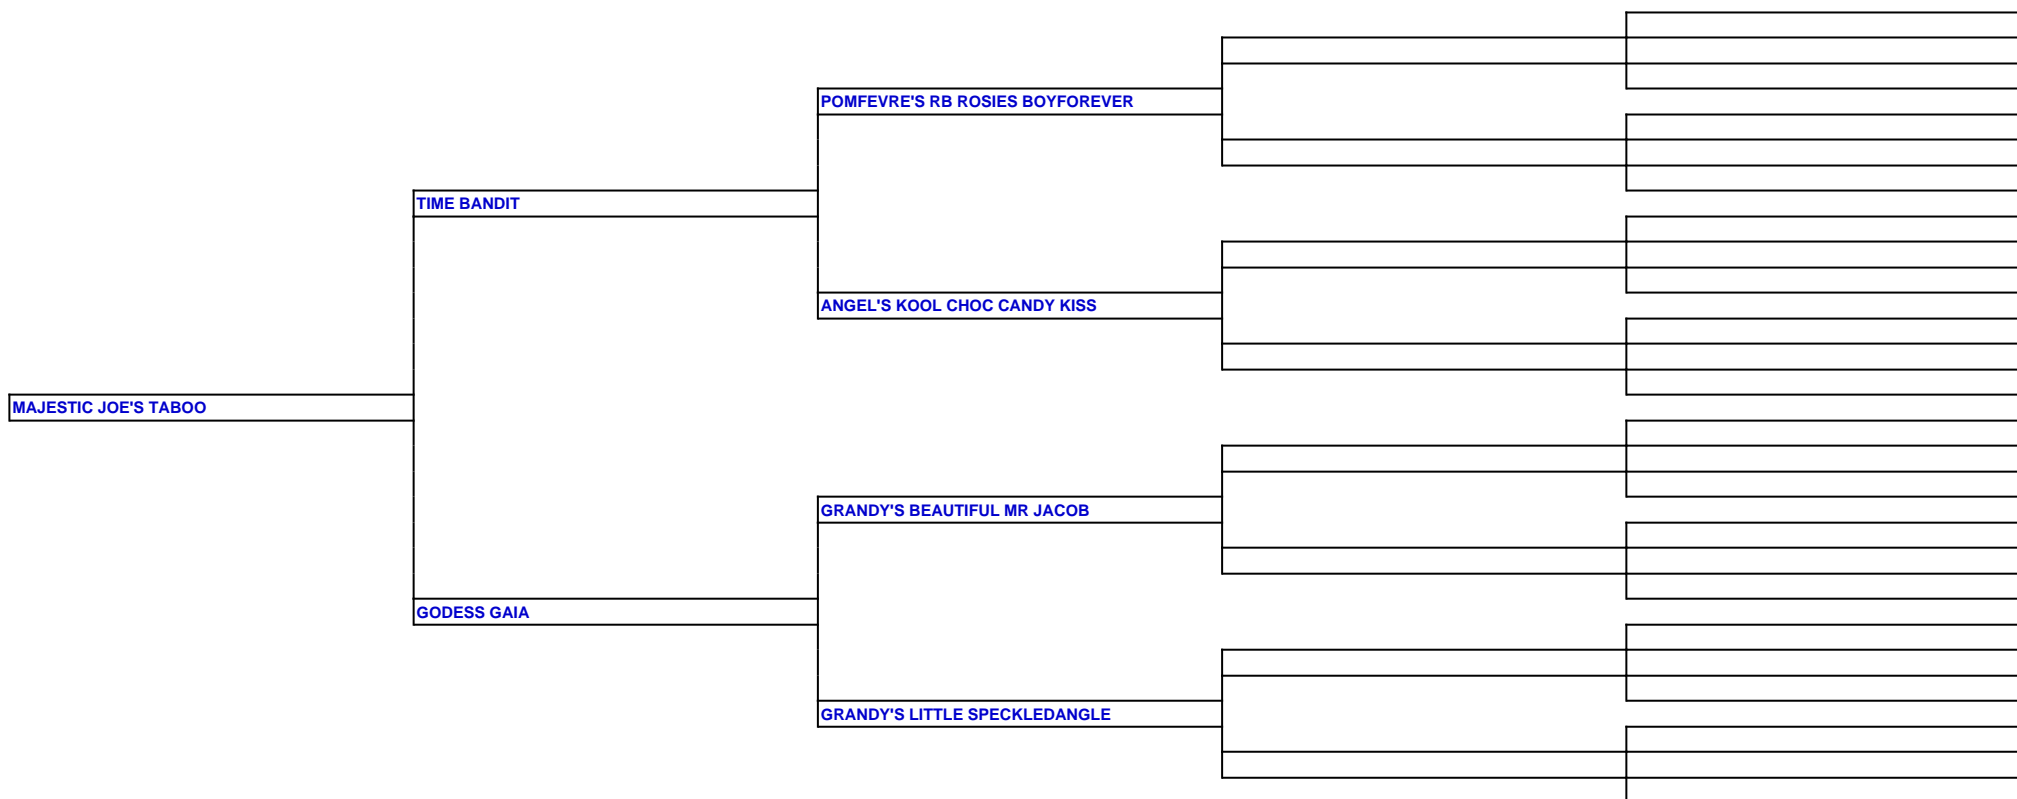 POMFEVRE'S RB ROSIES BOYFOREVER
TIME BANDIT
ANGEL'S KOOL CHOC CANDY KISS
MAJESTIC JOE'S TABOO
GRANDY'S BEAUTIFUL MR JACOB
GODESS GAIA
GRANDY'S LITTLE SPECKLEDANGLE